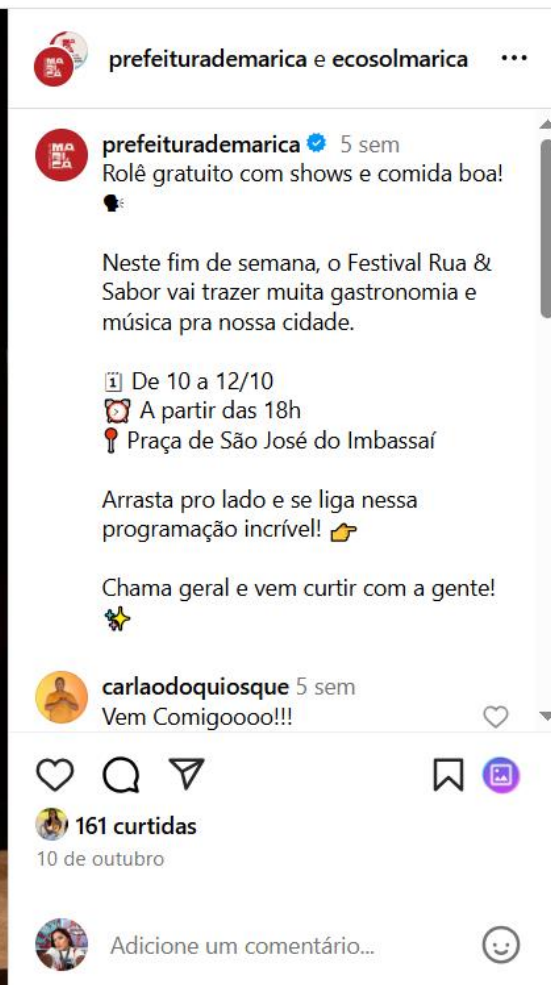 prefeiturademarica e ecosolmarica
prefeiturademarica 5 sem
Rolê gratuito com shows e comida boa!
🗣️
Neste fim de semana, o Festival Rua &
Sabor vai trazer muita gastronomia e
música pra nossa cidade.
🗓️ De 10 a 12/10
⏰ A partir das 18h
📍 Praça de São José do Imbassaí
Arrasta pro lado e se liga nessa
programação incrível! 👉
Chama geral e vem curtir com a gente!
✨
carlaodoquiosque 5 sem
Vem Comigoooo!!!
161 curtidas
10 de outubro
Adicione um comentário...